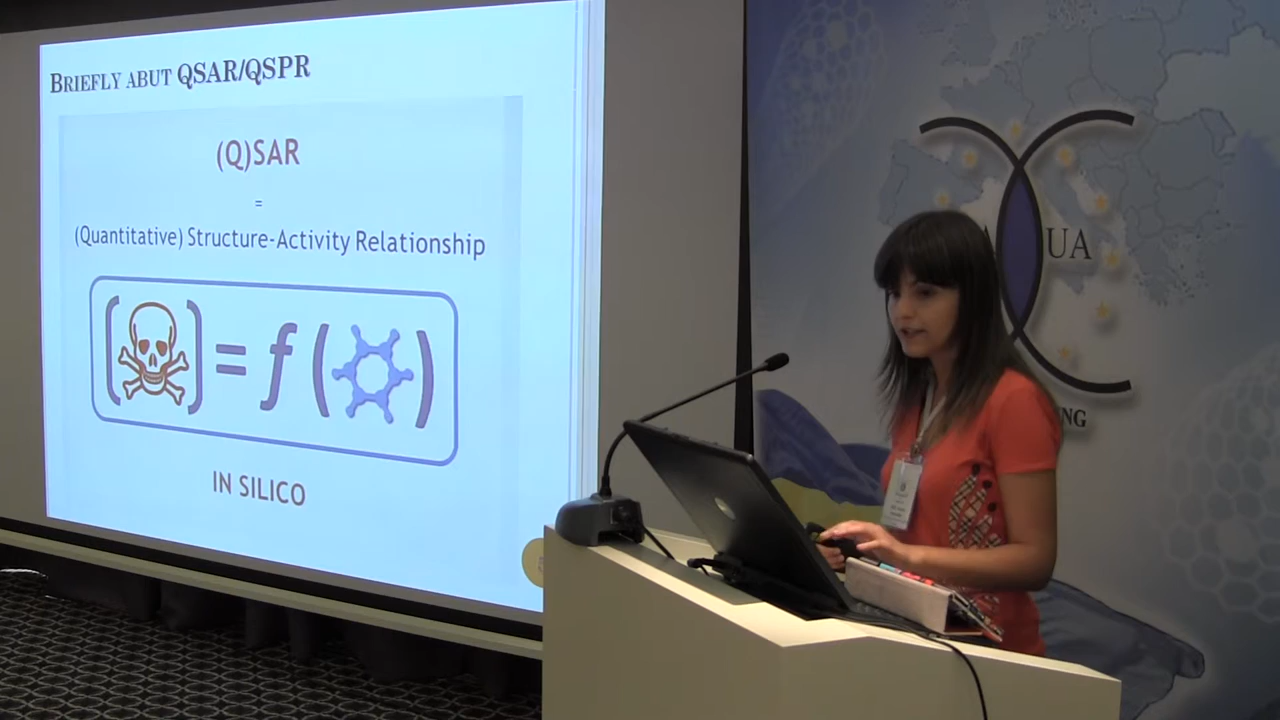 BRIEFLY ABUT QSAR/QSPR
(Q)SAR
=
(Quantitative) Structure-Activity Relationship
[ ] = f ( )
IN SILICO
UA
NG